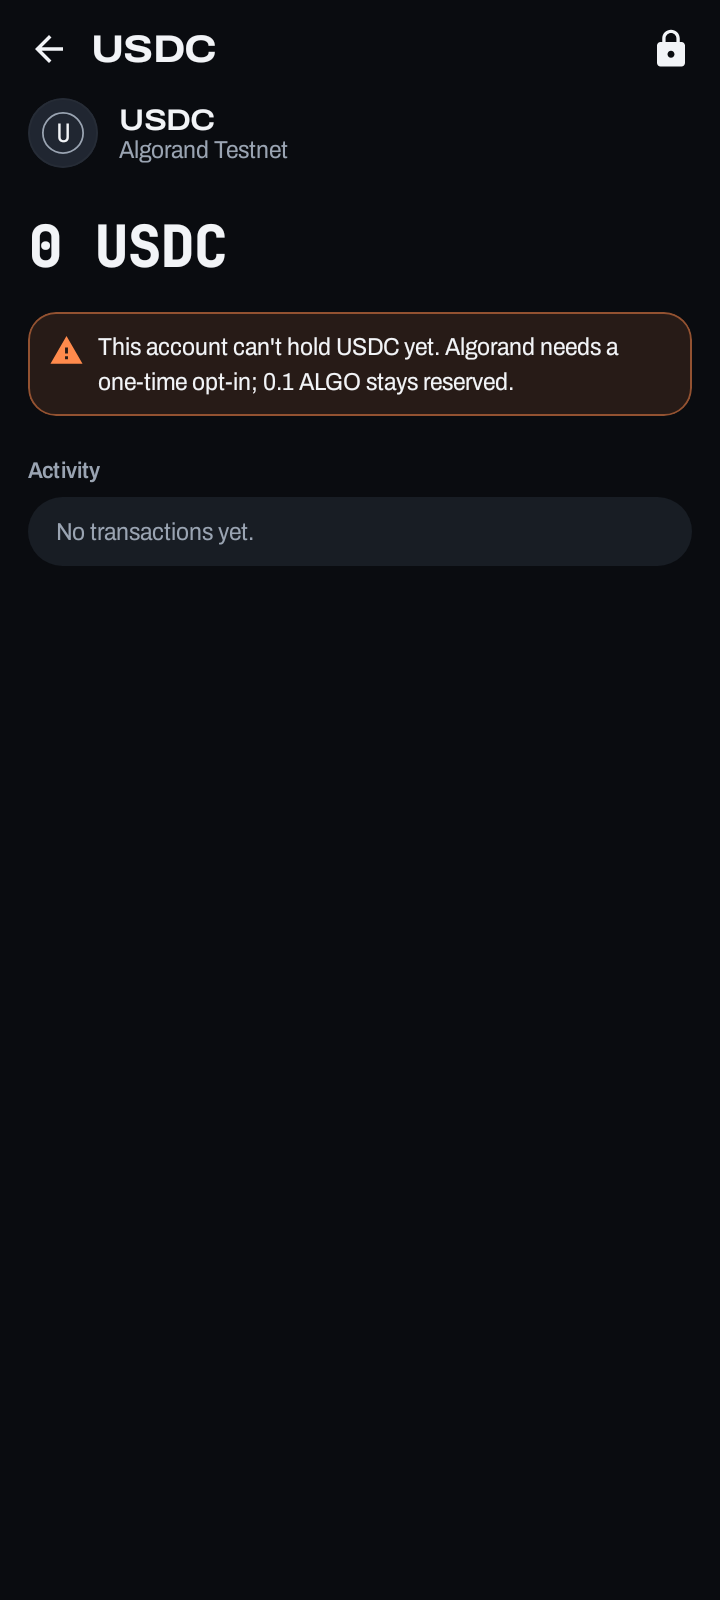 USDC
U
USDC
Algorand Testnet
0 USDC
This account can't hold USDC yet. Algorand needs a
one-time opt-in; 0.1 ALGO stays reserved.
Activity
No transactions yet.